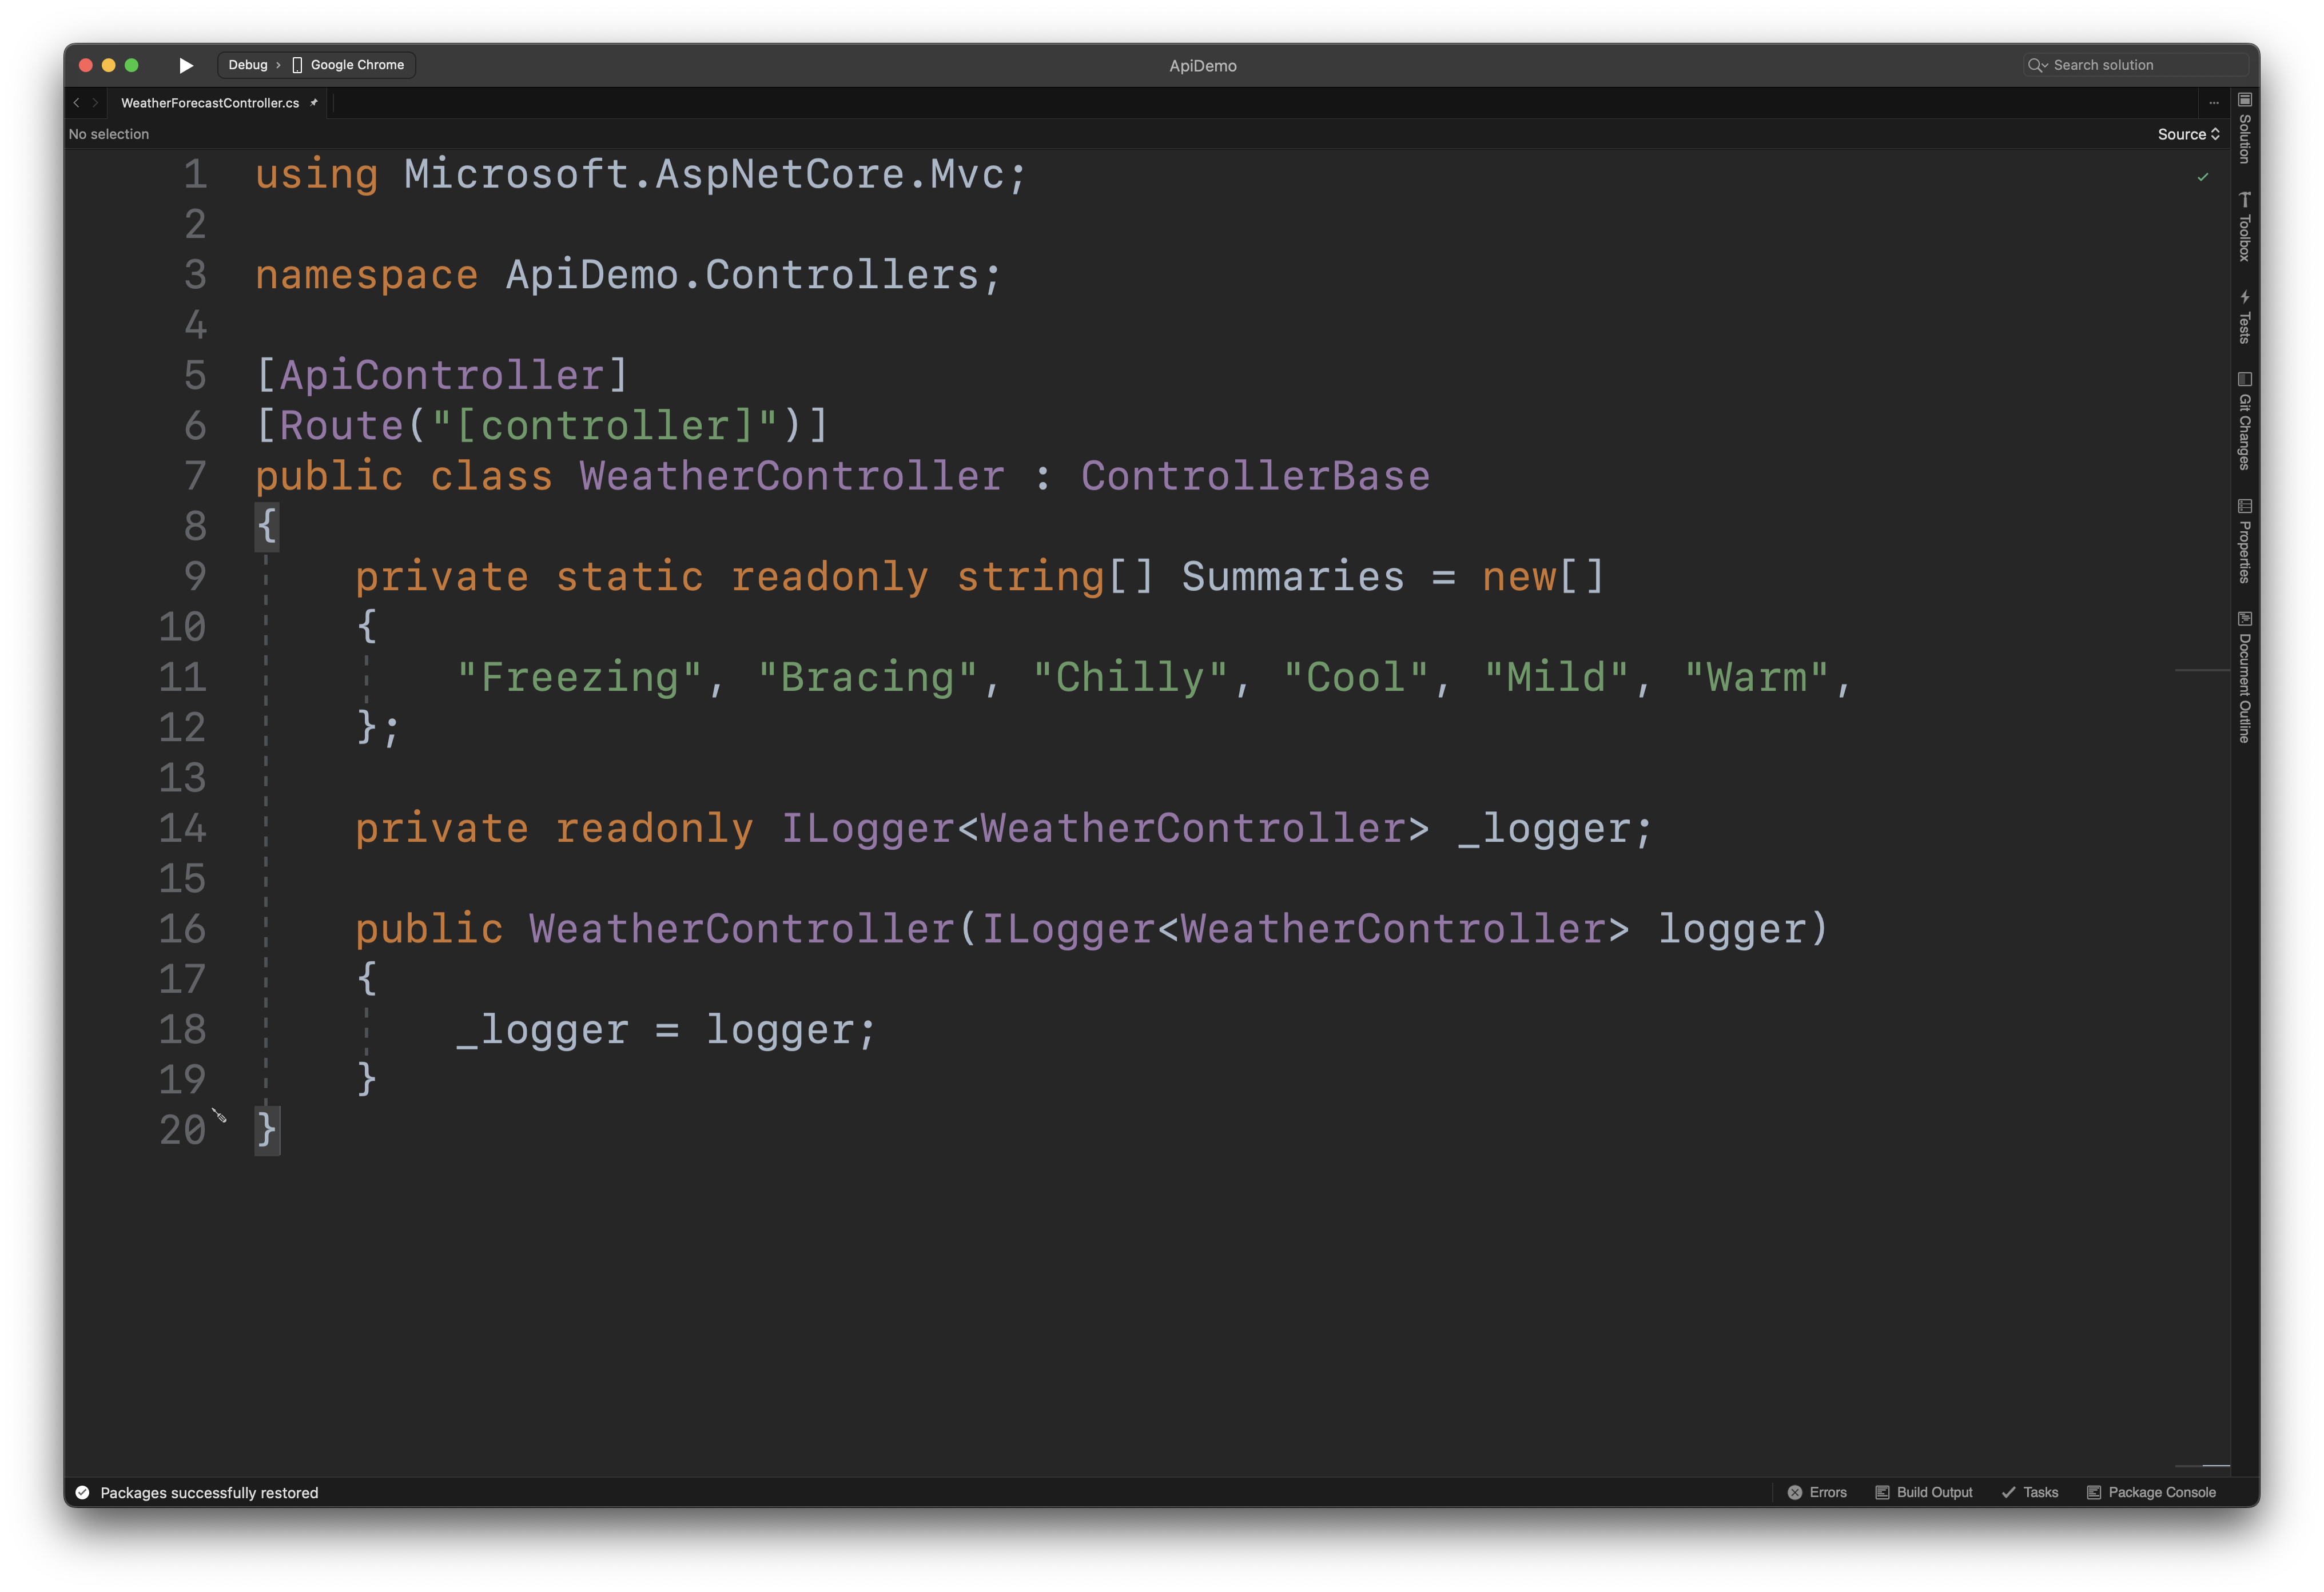 Debug › Google Chrome
ApiDemo
Search solution
WeatherForecastController.cs
No selection
Source
1 using Microsoft.AspNetCore.Mvc;
2
3 namespace ApiDemo.Controllers;
4
5 [ApiController]
6 [Route("[controller]")]
7 public class WeatherController : ControllerBase
8 {
9     private static readonly string[] Summaries = new[]
10     {
11         "Freezing", "Bracing", "Chilly", "Cool", "Mild", "Warm",
12     };
13
14     private readonly ILogger<WeatherController> _logger;
15
16     public WeatherController(ILogger<WeatherController> logger)
17     {
18         _logger = logger;
19     }
20 }
Solution
Toolbox
Tests
Git Changes
Properties
Document Outline
Packages successfully restored
Errors
Build Output
Tasks
Package Console